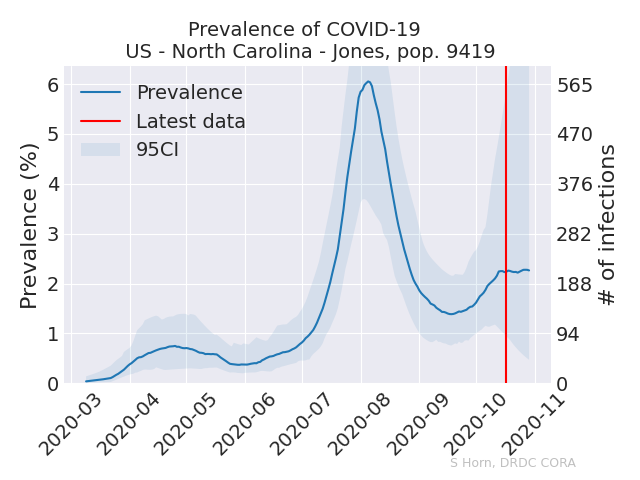 Prevalence of COVID-19
US - North Carolina - Jones, pop. 9419
Prevalence
Latest data
95CI
Prevalence (%)
6
5
4
3
2
1
0
565
470
376
282
188
94
0
# of infections
2020-03
2020-04
2020-05
2020-06
2020-07
2020-08
2020-09
2020-10
2020-11
S Horn, DRDC CORA